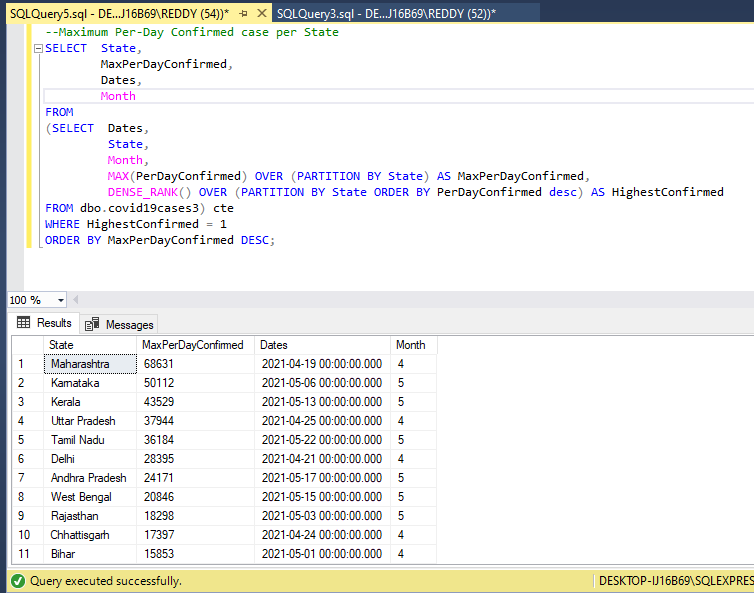 SQLQuery5.sql - DE...J16B69\REDDY (54))* SQLQuery3.sql - DE...J16B69\REDDY (52))*
--Maximum Per-Day Confirmed case per State
SELECT State,
MaxPerDayConfirmed,
Dates,
Month
FROM
(SELECT Dates,
State,
Month,
MAX(PerDayConfirmed) OVER (PARTITION BY State) AS MaxPerDayConfirmed,
DENSE_RANK() OVER (PARTITION BY State ORDER BY PerDayConfirmed desc) AS HighestConfirmed
FROM dbo.covid19cases3) cte
WHERE HighestConfirmed = 1
ORDER BY MaxPerDayConfirmed DESC;
100 %
Results Messages
State MaxPerDayConfirmed Dates Month
1 Maharashtra 68631 2021-04-19 00:00:00.000 4
2 Karnataka 50112 2021-05-06 00:00:00.000 5
3 Kerala 43529 2021-05-13 00:00:00.000 5
4 Uttar Pradesh 37944 2021-04-25 00:00:00.000 4
5 Tamil Nadu 36184 2021-05-22 00:00:00.000 5
6 Delhi 28395 2021-04-21 00:00:00.000 4
7 Andhra Pradesh 24171 2021-05-17 00:00:00.000 5
8 West Bengal 20846 2021-05-15 00:00:00.000 5
9 Rajasthan 18298 2021-05-03 00:00:00.000 5
10 Chhattisgarh 17397 2021-04-24 00:00:00.000 4
11 Bihar 15853 2021-05-01 00:00:00.000 4
Query executed successfully. DESKTOP-IJ16B69\SQLEXPRES